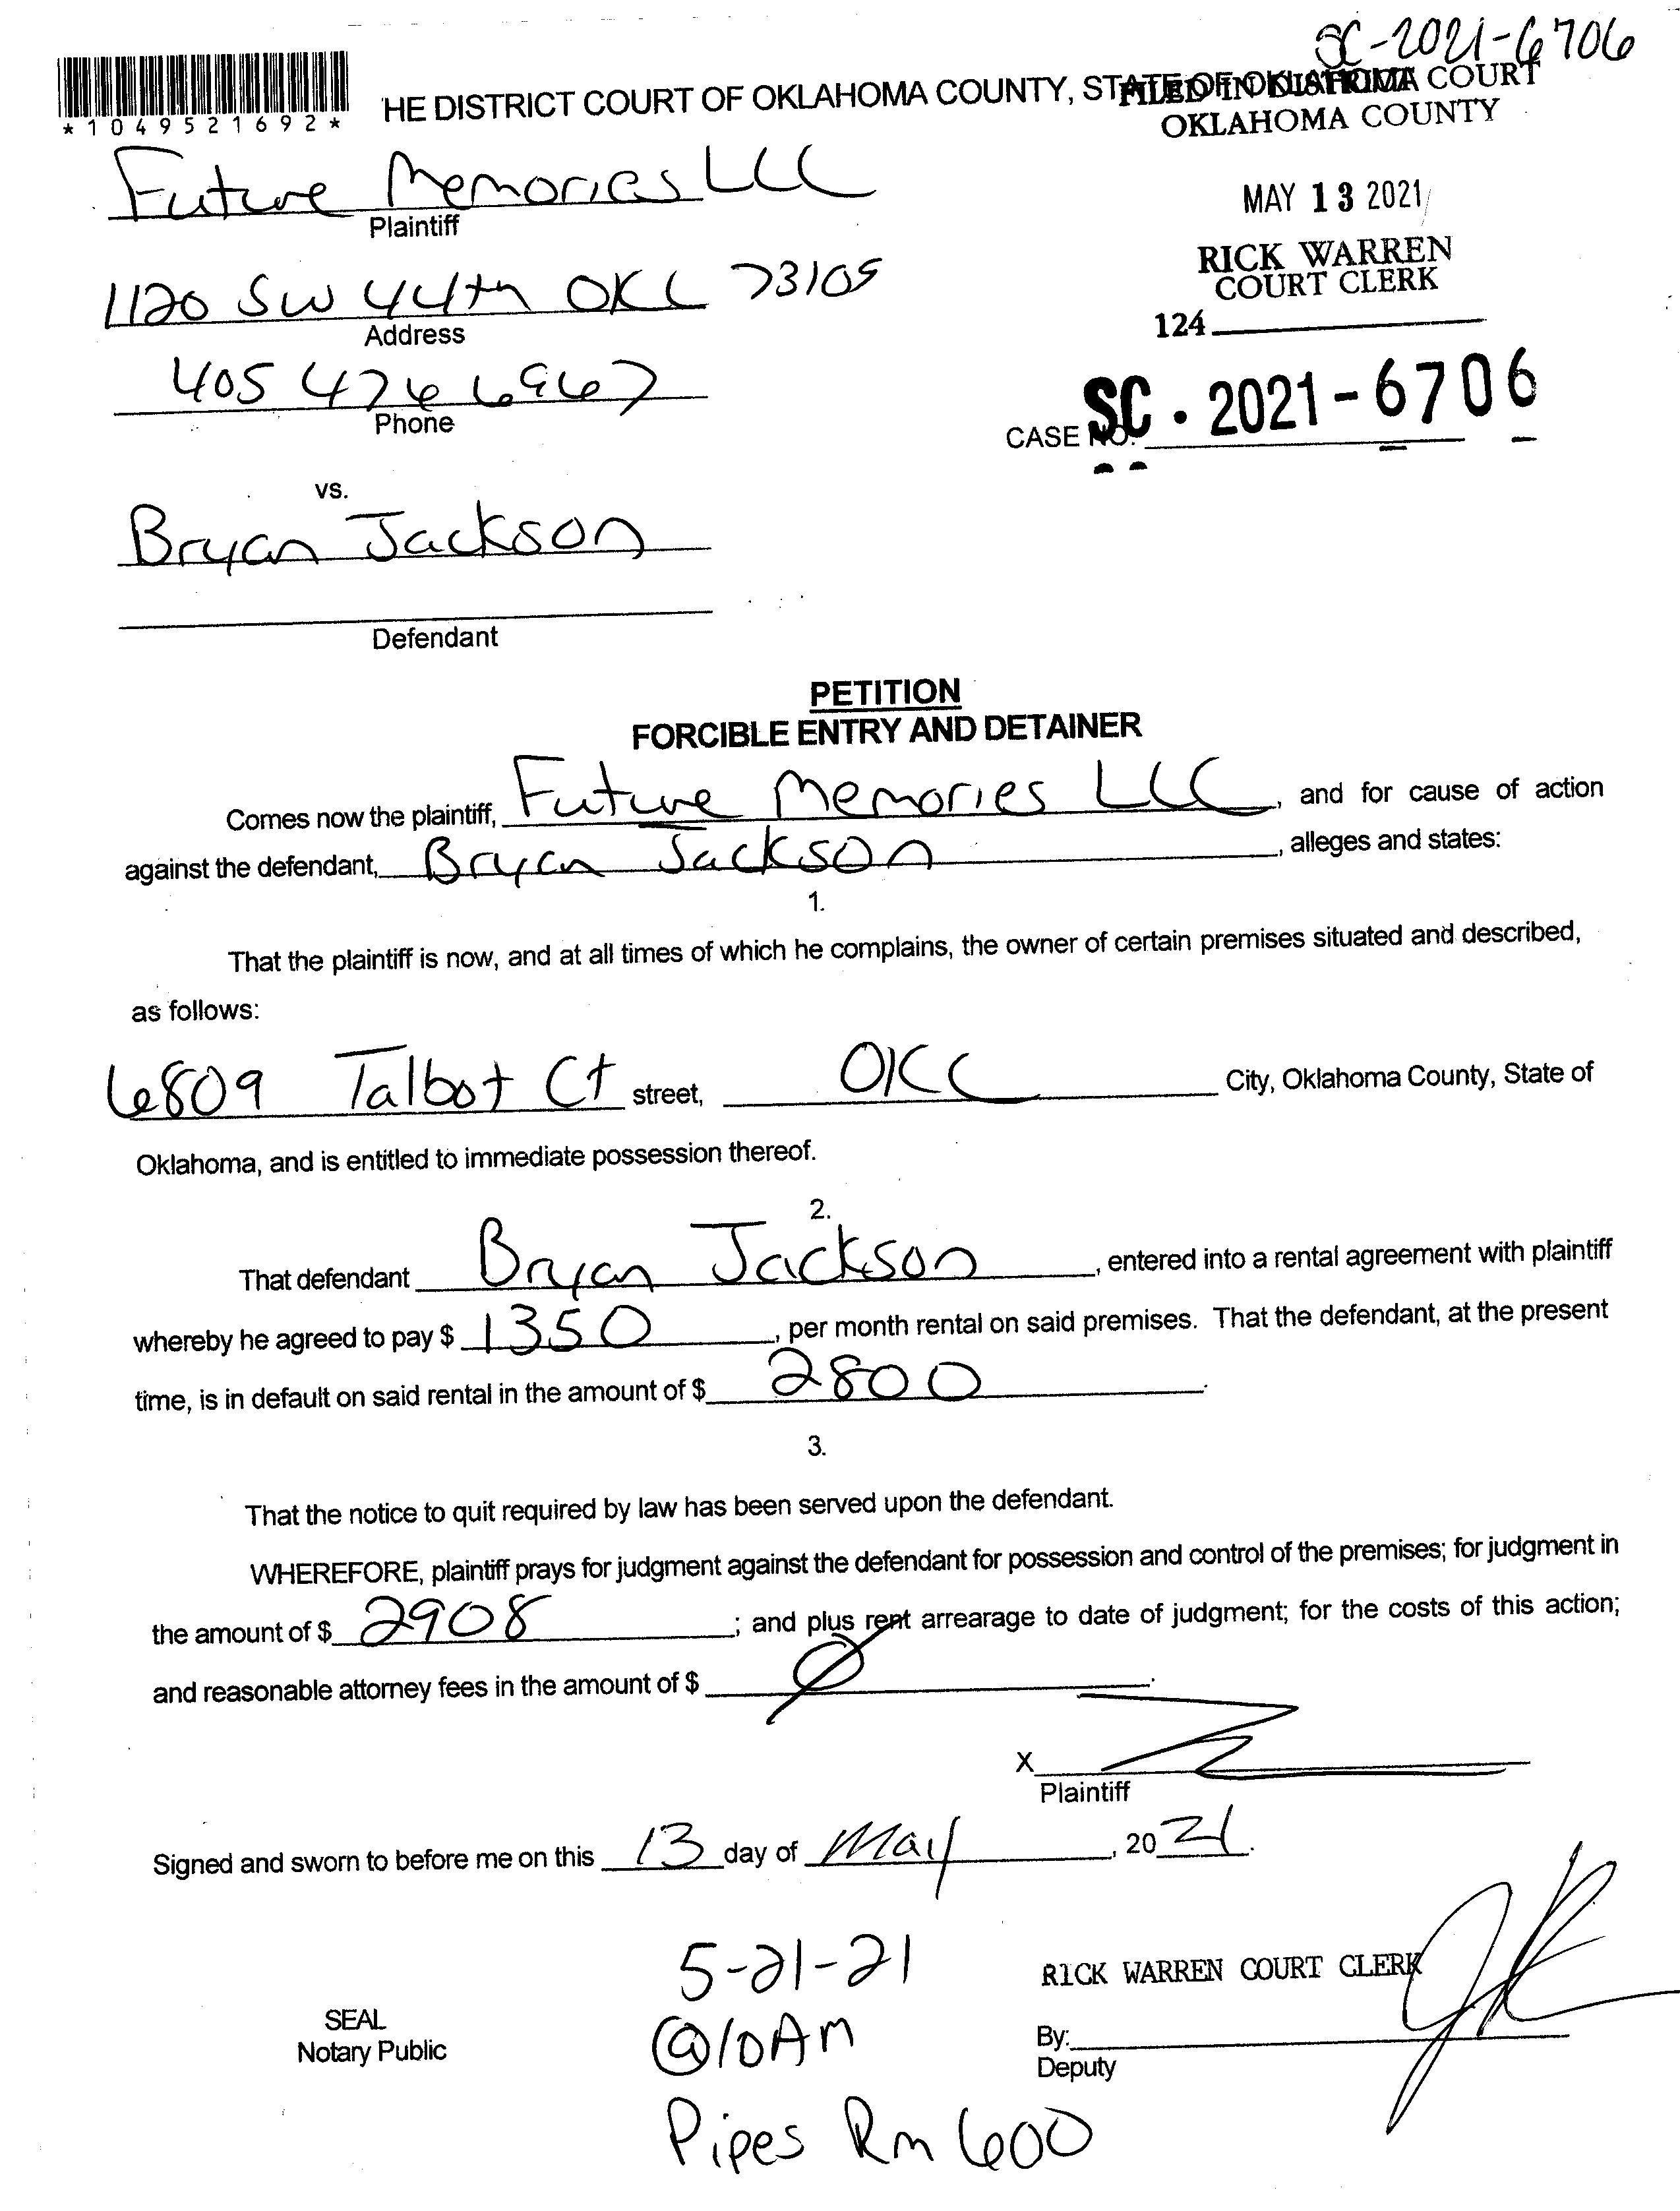 SC-2021-6706
*1049521692*
HE DISTRICT COURT OF OKLAHOMA COUNTY, STATE OF OKLAHOMA
FILED IN DISTRICT COURT
OKLAHOMA COUNTY
Future Memories LLC
Plaintiff
MAY 13 2021
RICK WARREN
COURT CLERK
1120 SW 44th OKC 73109
Address
124
405 476 6967
Phone
CASE NO. SC - 2021-6706
vs.
Bryan Jackson
Defendant
PETITION
FORCIBLE ENTRY AND DETAINER
Comes now the plaintiff, Future Memories LLC, and for cause of action
against the defendant, Bryan Jackson, alleges and states:
1.
That the plaintiff is now, and at all times of which he complains, the owner of certain premises situated and described,
as follows:
6809 Talbot Ct street, OKC City, Oklahoma County, State of
Oklahoma, and is entitled to immediate possession thereof.
2.
That defendant Bryan Jackson, entered into a rental agreement with plaintiff
whereby he agreed to pay $ 1350, per month rental on said premises. That the defendant, at the present
time, is in default on said rental in the amount of $ 2800.
3.
That the notice to quit required by law has been served upon the defendant.
WHEREFORE, plaintiff prays for judgment against the defendant for possession and control of the premises; for judgment in
the amount of $ 2908; and plus rent arrearage to date of judgment; for the costs of this action;
and reasonable attorney fees in the amount of $ Ø.
X
Plaintiff
Signed and sworn to before me on this 13 day of May, 2021.
5-21-21
@10AM
Pipes Rm 600
RICK WARREN COURT CLERK
SEAL
Notary Public
By:
Deputy